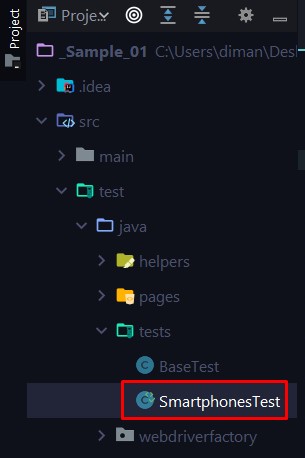 Project
Proje...
_Sample_01 C:\Users\diman\Des
.idea
src
main
test
java
helpers
pages
tests
BaseTest
SmartphonesTest
webdriverfactory